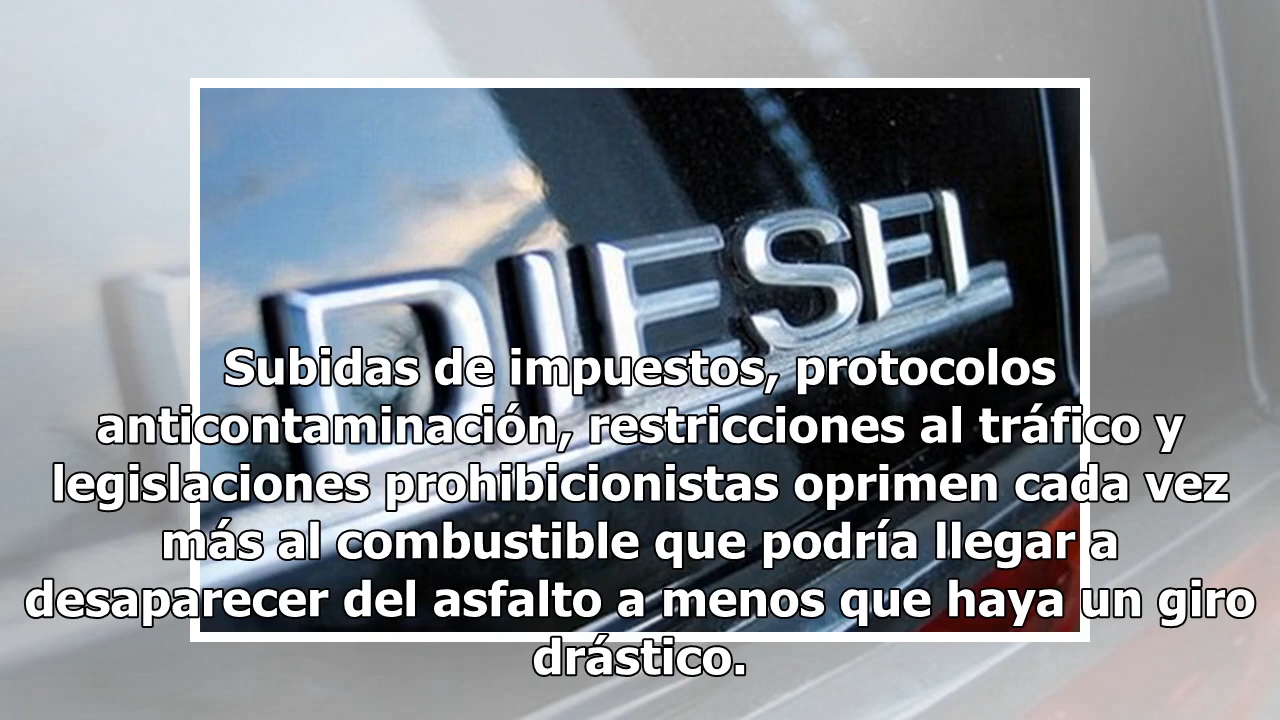 DIESEL
Subidas de impuestos, protocolos
anticontaminación, restricciones al tráfico y
legislaciones prohibicionistas oprimen cada vez
más al combustible que podría llegar a
desaparecer del asfalto a menos que haya un giro
drástico.